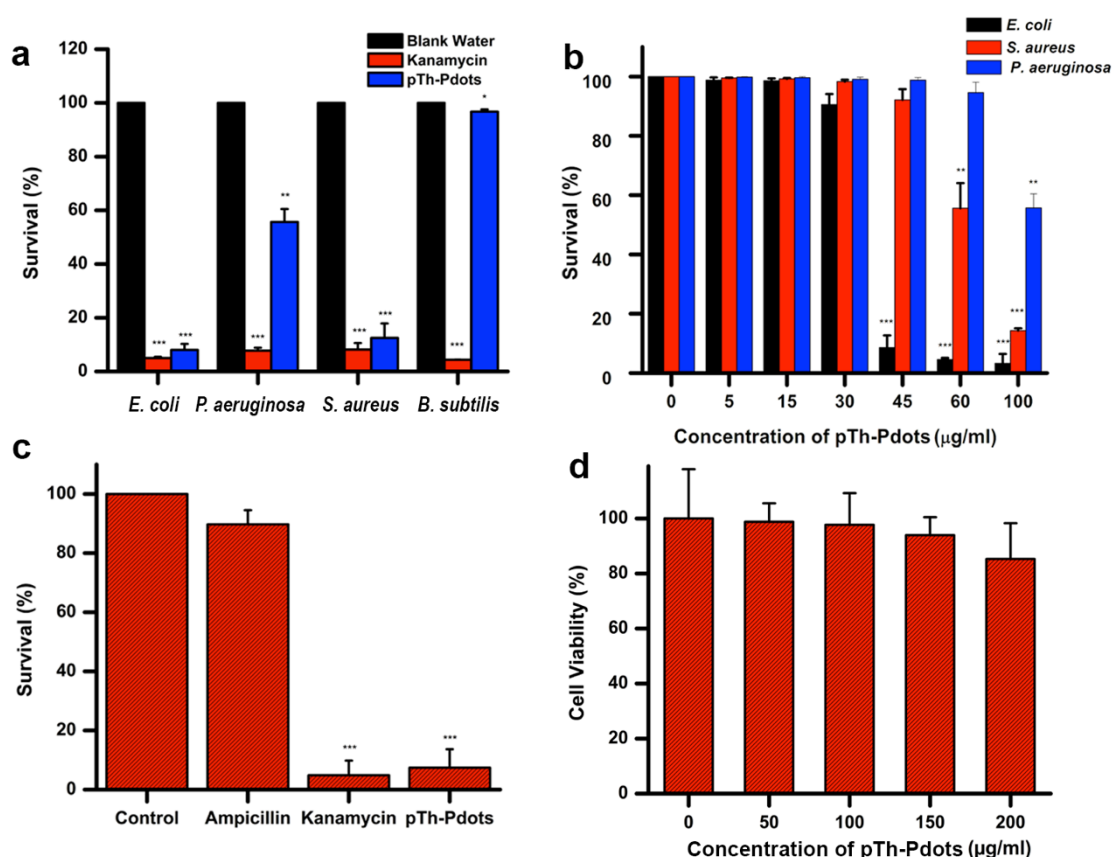 a
Blank Water
Kanamycin
pTh-Pdots
120
100
80
60
40
20
0
Survival (%)
*** *** *** ** *** *** *** *
E. coli P. aeruginosa S. aureus B. subtilis
b
E. coli
S. aureus
P. aeruginosa
100
80
60
40
20
0
Survival (%)
*** *** ** *** *** **
0 5 15 30 45 60 100
Concentration of pTh-Pdots (μg/ml)
c
100
80
60
40
20
0
Survival (%)
*** ***
Control Ampicillin Kanamycin pTh-Pdots
d
100
80
60
40
20
0
Cell Viability (%)
0 50 100 150 200
Concentration of pTh-Pdots (μg/ml)